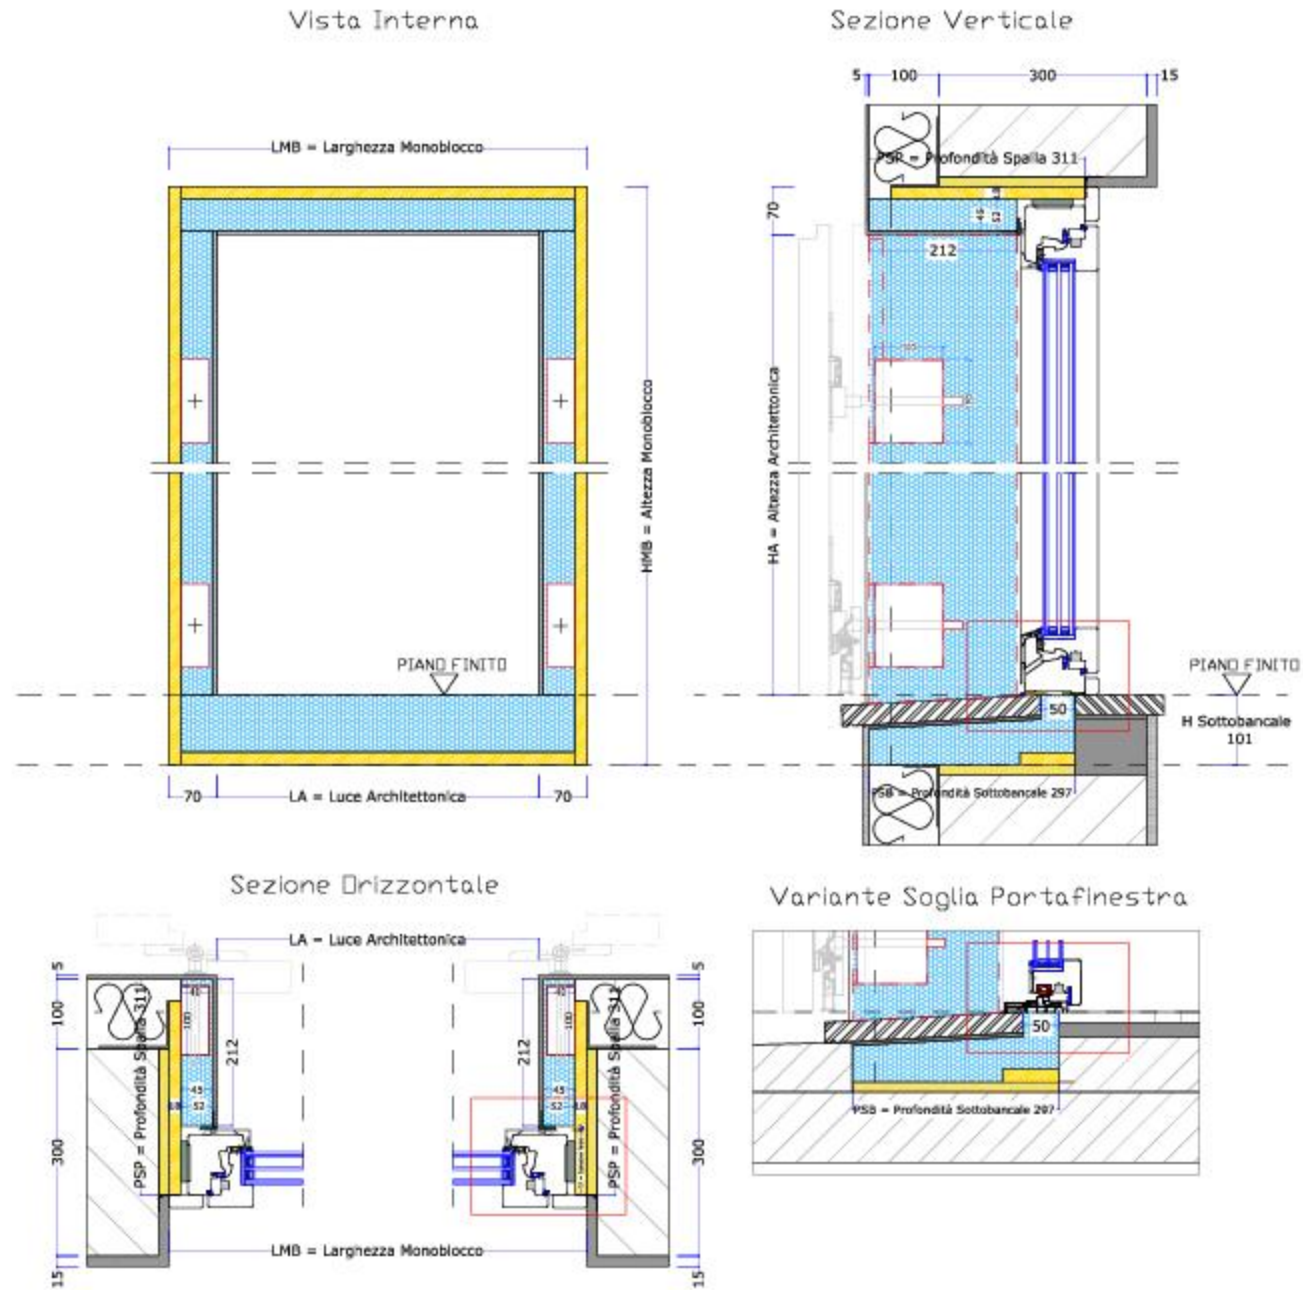 Vista Interna
LMB = Larghezza Monoblocco
HMB = Altezza Monoblocco
PIANO FINITO
70
LA = Luce Architettonica
70
Sezione Verticale
5
100
300
15
PSP = Profondità Spalla 311
70
18
45
52
212
HA = Altezza Architettonica
PIANO FINITO
50
H Sottobancale
101
PSB = Profondità Sottobancale 297
Sezione Orizzontale
LA = Luce Architettonica
5
100
300
15
PSP = Profondità Spalla 311
100
212
45
52
18
212
100
45
52
18
PSP = Profondità Spalla 311
5
100
300
15
LMB = Larghezza Monoblocco
Variante Soglia Portafinestra
50
PSB = Profondità Sottobancale 297